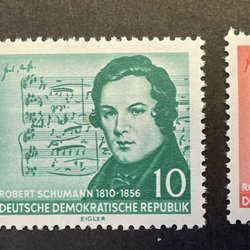 ROBERT SCHUMANN 1810-1856
10
DEUTSCHE DEMOKRATISCHE REPUBLIK
EIGLER
R
D